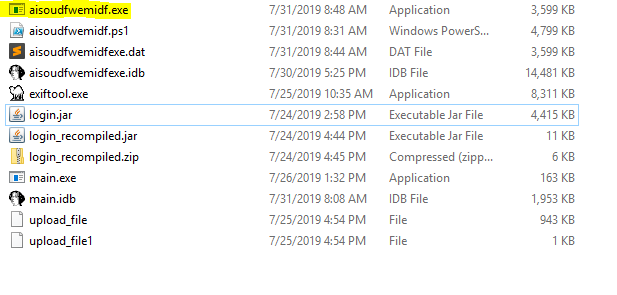 aisoudfwemidf.exe 7/31/2019 8:48 AM Application 3,599 KB
aisoudfwemidf.ps1 7/31/2019 8:31 AM Windows PowerS... 4,799 KB
aisoudfwemidfexe.dat 7/31/2019 8:44 AM DAT File 3,599 KB
aisoudfwemidfexe.idb 7/30/2019 5:25 PM IDB File 14,481 KB
exiftool.exe 7/25/2019 10:35 AM Application 8,311 KB
login.jar 7/24/2019 2:58 PM Executable Jar File 4,415 KB
login_recompiled.jar 7/24/2019 4:44 PM Executable Jar File 11 KB
login_recompiled.zip 7/24/2019 4:45 PM Compressed (zipp... 6 KB
main.exe 7/26/2019 1:32 PM Application 163 KB
main.idb 7/31/2019 8:08 AM IDB File 1,953 KB
upload_file 7/25/2019 4:54 PM File 943 KB
upload_file1 7/25/2019 4:54 PM File 1 KB